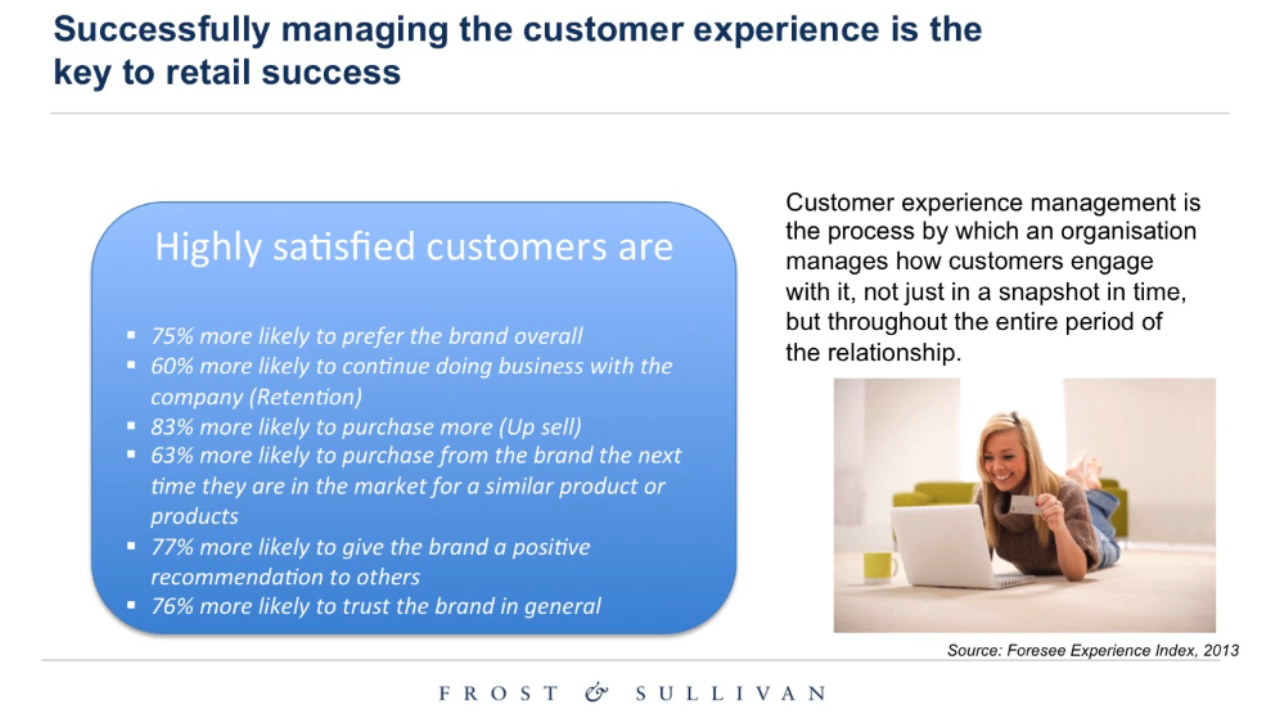 Successfully managing the customer experience is the
key to retail success
Highly satisfied customers are
▪ 75% more likely to prefer the brand overall
▪ 60% more likely to continue doing business with the
company (Retention)
▪ 83% more likely to purchase more (Up sell)
▪ 63% more likely to purchase from the brand the next
time they are in the market for a similar product or
products
▪ 77% more likely to give the brand a positive
recommendation to others
▪ 76% more likely to trust the brand in general
Customer experience management is
the process by which an organisation
manages how customers engage
with it, not just in a snapshot in time,
but throughout the entire period of
the relationship.
Source: Foresee Experience Index, 2013
FROST & SULLIVAN